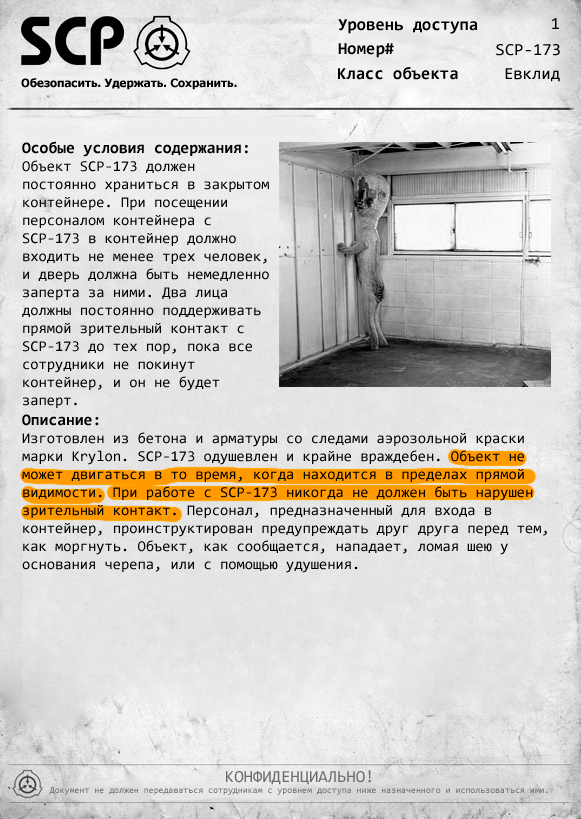 SCP
Обезопасить. Удержать. Сохранить.
Уровень доступа 1
Номер# SCP-173
Класс объекта Евклид
Особые условия содержания:
Объект SCP-173 должен
постоянно храниться в закрытом
контейнере. При посещении
персоналом контейнера с
SCP-173 в контейнер должно
входить не менее трех человек,
и дверь должна быть немедленно
заперта за ними. Два лица
должны постоянно поддерживать
прямой зрительный контакт с
SCP-173 до тех пор, пока все
сотрудники не покинут
контейнер, и он не будет
заперт.
Описание:
Изготовлен из бетона и арматуры со следами аэрозольной краски
марки Krylon. SCP-173 одушевлен и крайне враждебен. Объект не
может двигаться в то время, когда находится в пределах прямой
видимости. При работе с SCP-173 никогда не должен быть нарушен
зрительный контакт. Персонал, предназначенный для входа в
контейнер, проинструктирован предупреждать друг друга перед тем,
как моргнуть. Объект, как сообщается, нападает, ломая шею у
основания черепа, или с помощью удушения.
КОНФИДЕНЦИАЛЬНО!
Документ не должен передаваться сотрудникам с уровнем доступа ниже назначенного и использоваться ими.